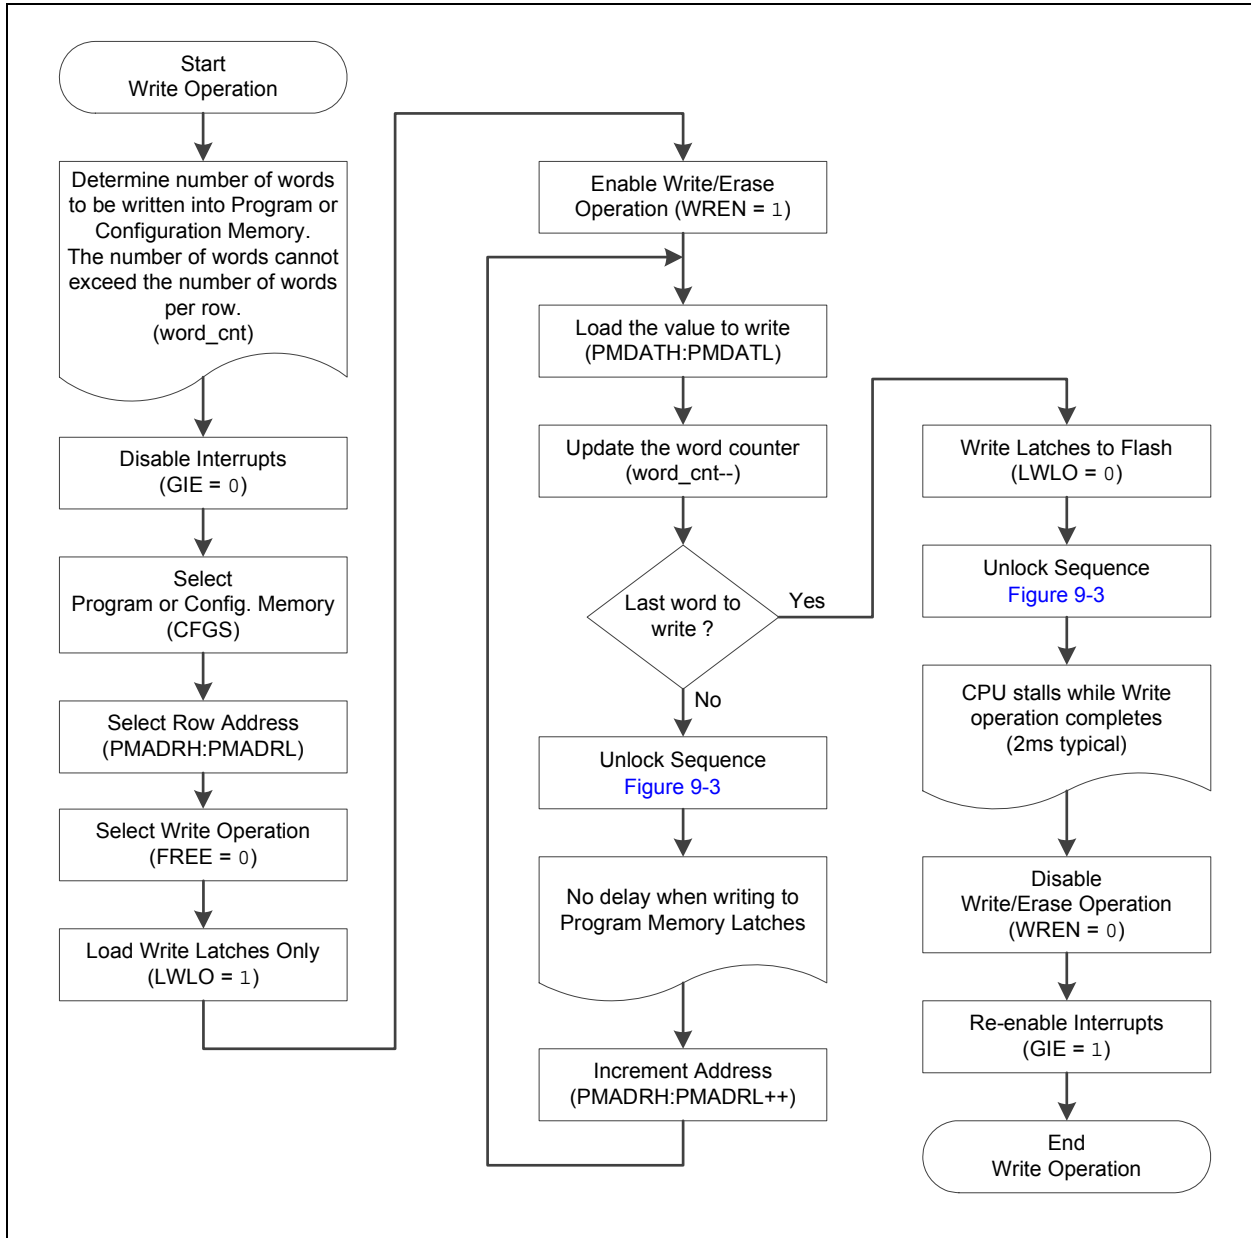 Start
Write Operation
Determine number of words
to be written into Program or
Configuration Memory.
The number of words cannot
exceed the number of words
per row.
(word_cnt)
Disable Interrupts
(GIE = 0)
Select
Program or Config. Memory
(CFGS)
Select Row Address
(PMADRH:PMADRL)
Select Write Operation
(FREE = 0)
Load Write Latches Only
(LWLO = 1)
Enable Write/Erase
Operation (WREN = 1)
Load the value to write
(PMDATH:PMDATL)
Update the word counter
(word_cnt--)
Last word to
write ?
Yes
No
Unlock Sequence
Figure 9-3
No delay when writing to
Program Memory Latches
Increment Address
(PMADRH:PMADRL++)
Write Latches to Flash
(LWLO = 0)
Unlock Sequence
Figure 9-3
CPU stalls while Write
operation completes
(2ms typical)
Disable
Write/Erase Operation
(WREN = 0)
Re-enable Interrupts
(GIE = 1)
End
Write Operation